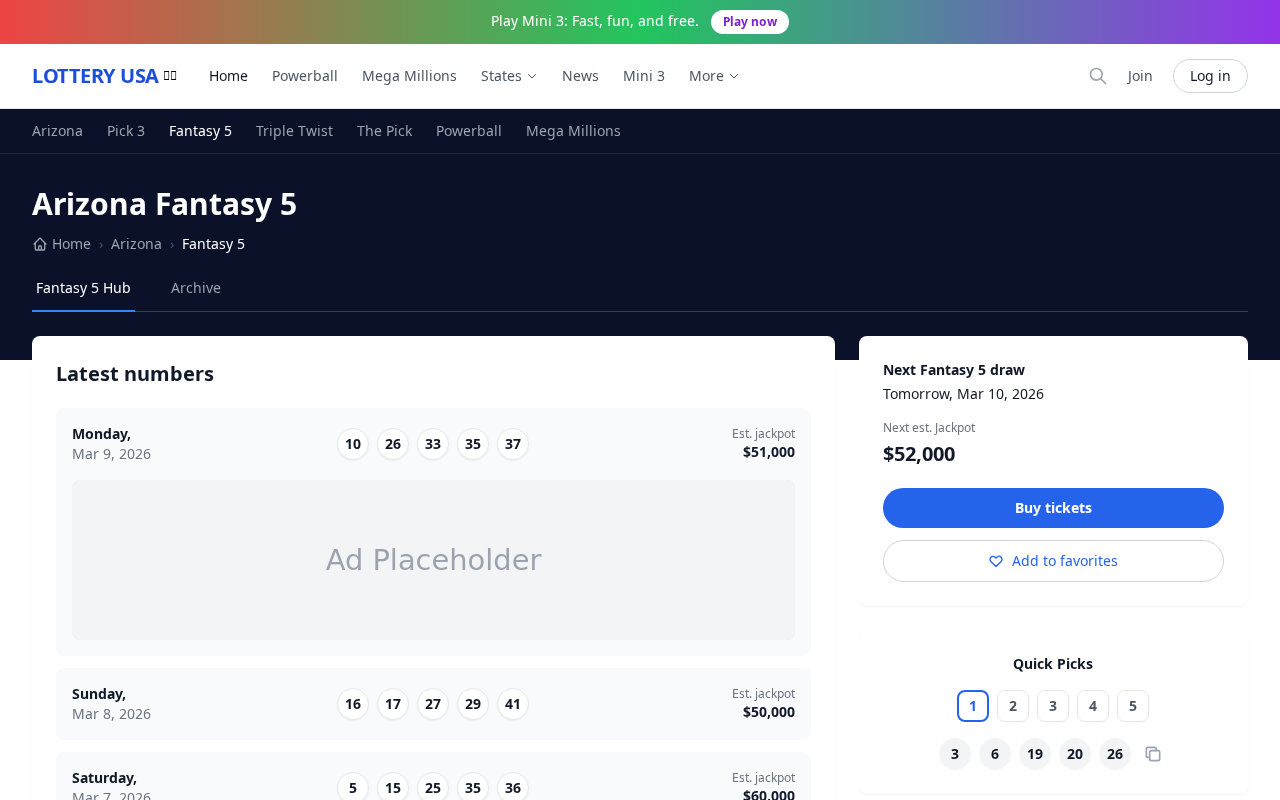 Play Mini 3: Fast, fun, and free. Play now
LOTTERY USA Home Powerball Mega Millions States News Mini 3 More Join Log in
Arizona Pick 3 Fantasy 5 Triple Twist The Pick Powerball Mega Millions
Arizona Fantasy 5
Home › Arizona › Fantasy 5
Fantasy 5 Hub Archive
Latest numbers
Monday,
Mar 9, 2026
10 26 33 35 37
Est. jackpot
$51,000
Ad Placeholder
Sunday,
Mar 8, 2026
16 17 27 29 41
Est. jackpot
$50,000
Saturday,
Mar 7, 2026
5 15 25 35 36
Est. jackpot
$60,000
Next Fantasy 5 draw
Tomorrow, Mar 10, 2026
Next est. Jackpot
$52,000
Buy tickets
Add to favorites
Quick Picks
1 2 3 4 5
3 6 19 20 26